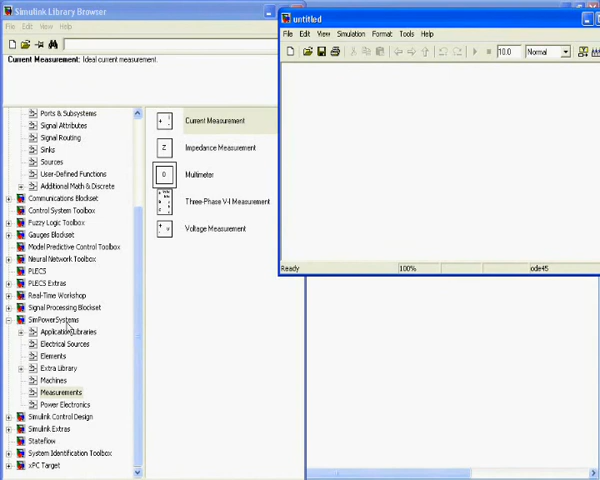 Simulink Library Browser
File Edit View Help
Current Measurement: Ideal current measurement.
Ports & Subsystems
Signal Attributes
Signal Routing
Sinks
Sources
User-Defined Functions
Additional Math & Discrete
Communications Blockset
Control System Toolbox
Fuzzy Logic Toolbox
Gauges Blockset
Model Predictive Control Toolbox
Neural Network Toolbox
PLECS
PLECS Extras
Real-Time Workshop
Signal Processing Blockset
SimPowerSystems
Application Libraries
Electrical Sources
Elements
Extra Library
Machines
Measurements
Power Electronics
Simulink Control Design
Simulink Extras
Stateflow
System Identification Toolbox
xPC Target
Current Measurement
Z Impedance Measurement
0 Multimeter
Three-Phase V-I Measurement
Voltage Measurement
untitled
File Edit View Simulation Format Tools Help
10.0 Normal
Ready 100% ode45